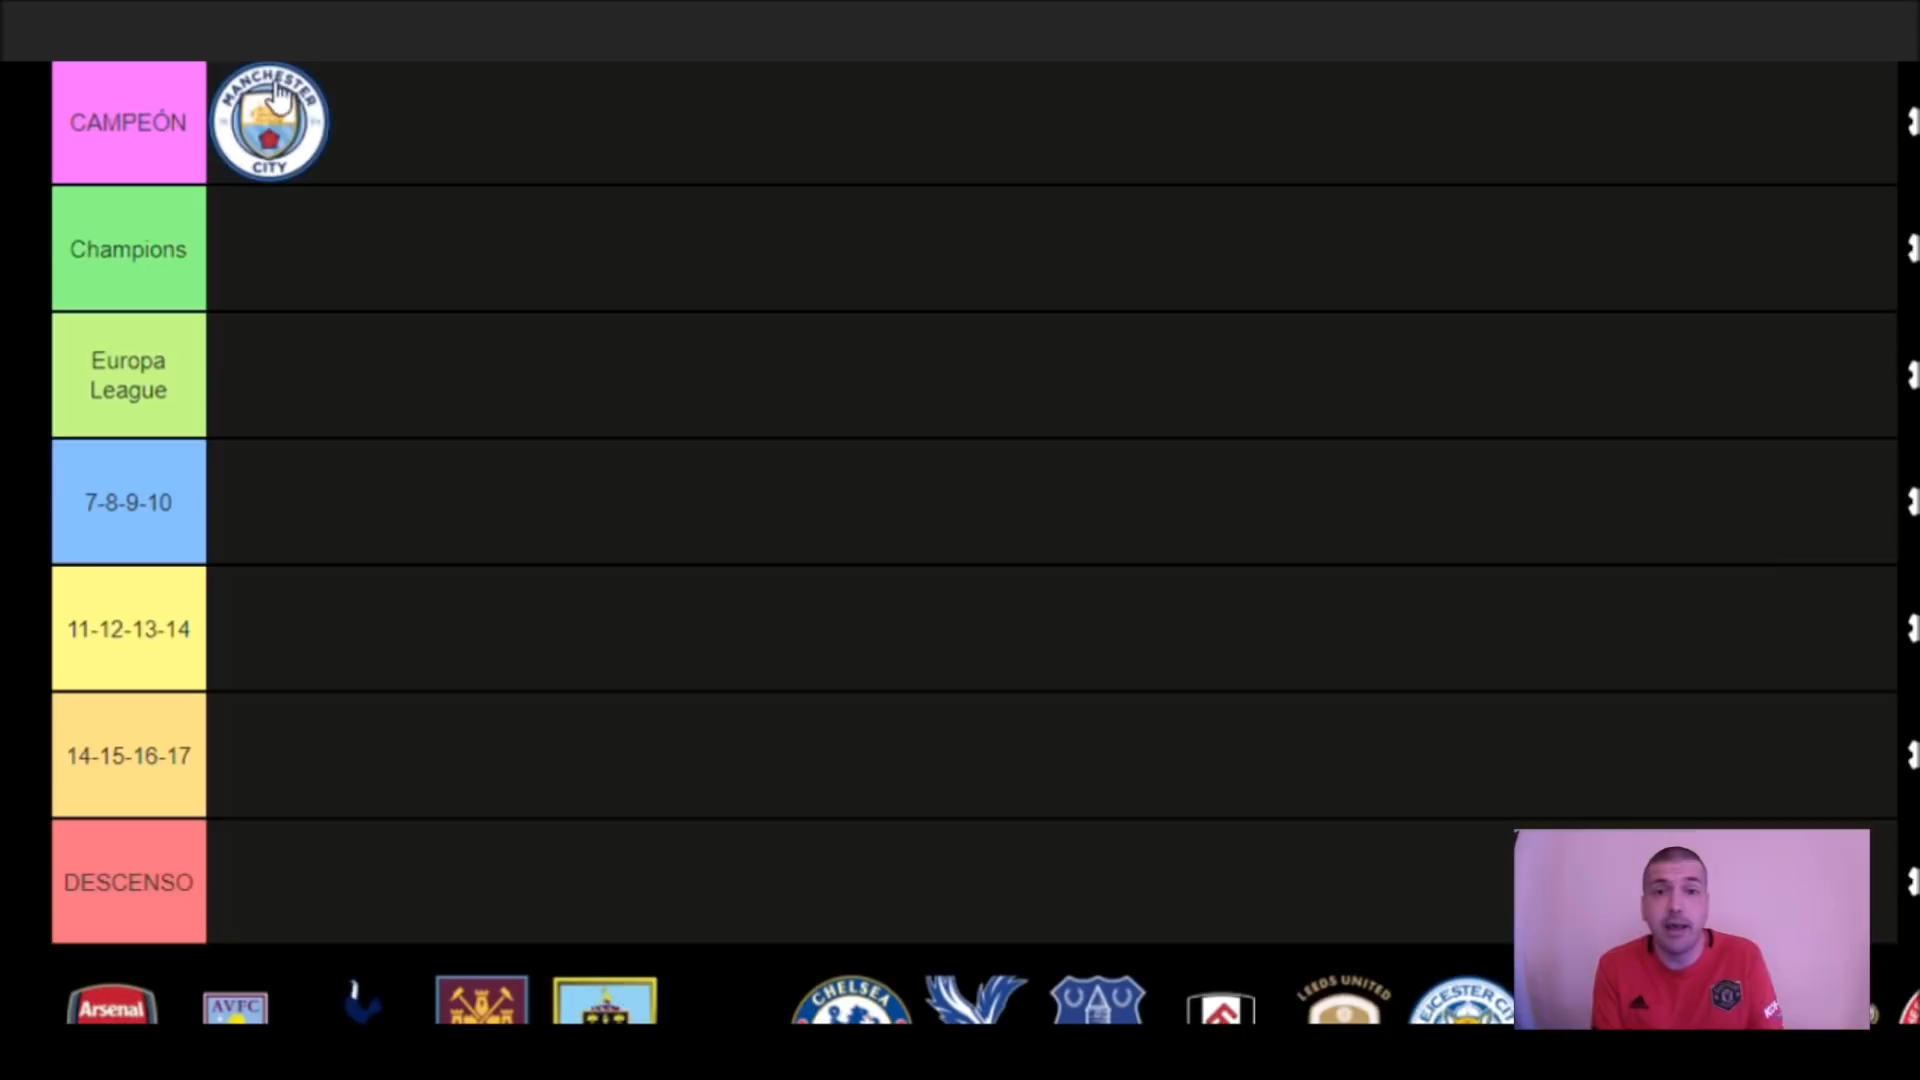 CAMPEÓN
MANCHESTER
CITY
Champions
Europa
League
7-8-9-10
11-12-13-14
14-15-16-17
DESCENSO
Arsenal
AVFC
CHELSEA
LEEDS UNITED